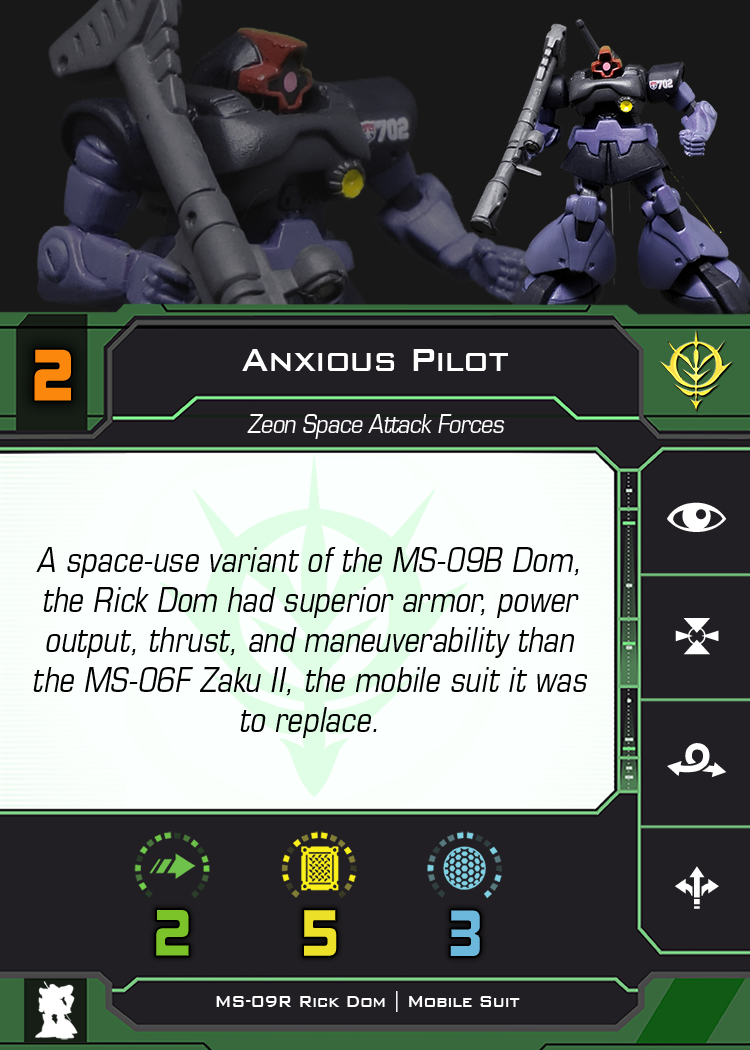 702
702
2
Anxious Pilot
Zeon Space Attack Forces
A space-use variant of the MS-09B Dom,
the Rick Dom had superior armor, power
output, thrust, and maneuverability than
the MS-06F Zaku II, the mobile suit it was
to replace.
2 5 3
MS-09R Rick Dom | Mobile Suit